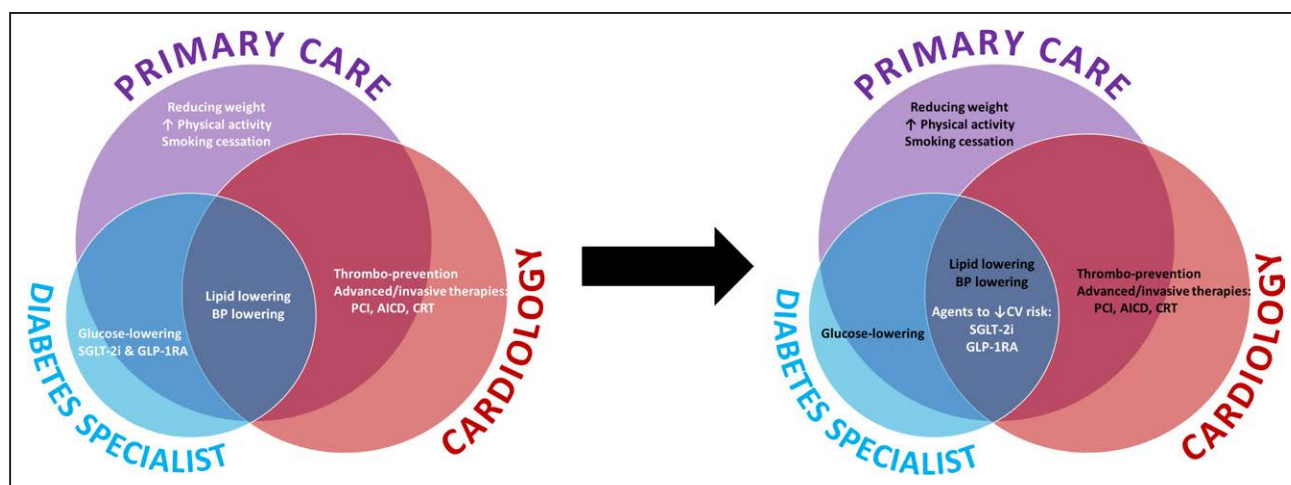 PRIMARY CARE
Reducing weight
↑ Physical activity
Smoking cessation
Thrombo-prevention
Advanced/invasive therapies:
PCI, AICD, CRT
Lipid lowering
BP lowering
Glucose-lowering
SGLT-2i & GLP-1RA
DIABETES SPECIALIST
CARDIOLOGY
PRIMARY CARE
Reducing weight
↑ Physical activity
Smoking cessation
Lipid lowering
BP lowering
Agents to ↓CV risk:
SGLT-2i
GLP-1RA
Thrombo-prevention
Advanced/invasive therapies:
PCI, AICD, CRT
Glucose-lowering
DIABETES SPECIALIST
CARDIOLOGY